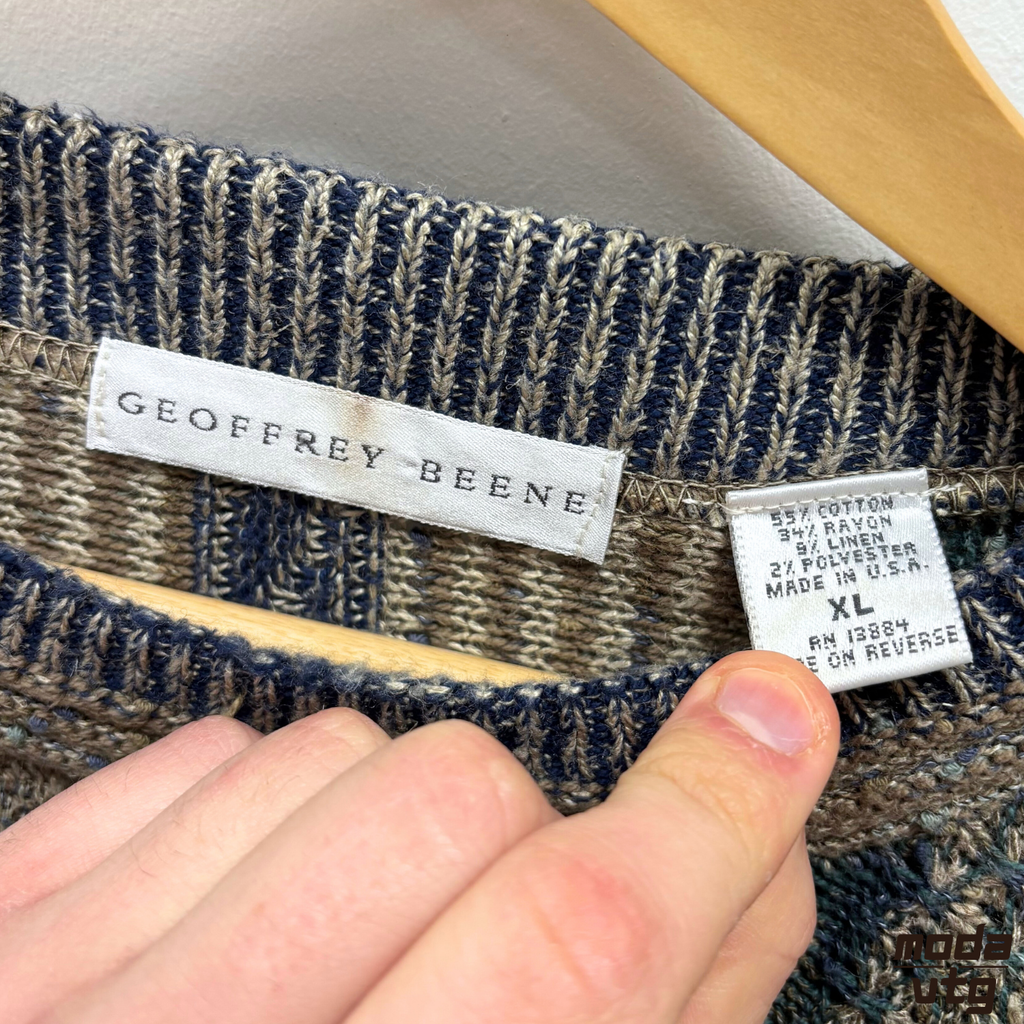 GEOFFREY BEENE
55% COTTON
34% RAYON
9% LINEN
2% POLYESTER
MADE IN U.S.A.
XL
RN 13884
ON REVERSE
moda
vtg